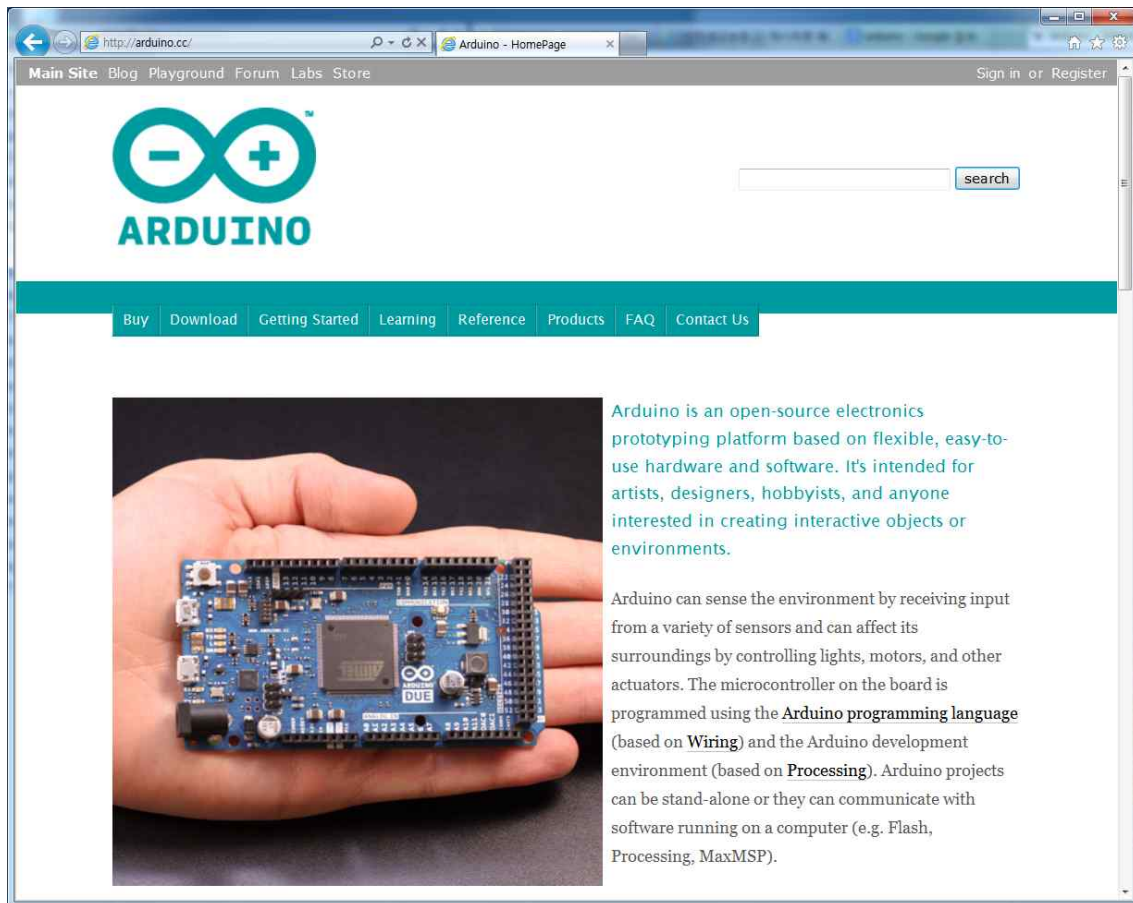 http://arduino.cc/
Arduino - HomePage
Main Site Blog Playground Forum Labs Store
Sign in or Register
ARDUINO
search
Buy Download Getting Started Learning Reference Products FAQ Contact Us
Arduino is an open-source electronics
prototyping platform based on flexible, easy-to-
use hardware and software. It's intended for
artists, designers, hobbyists, and anyone
interested in creating interactive objects or
environments.
Arduino can sense the environment by receiving input
from a variety of sensors and can affect its
surroundings by controlling lights, motors, and other
actuators. The microcontroller on the board is
programmed using the Arduino programming language
(based on Wiring) and the Arduino development
environment (based on Processing). Arduino projects
can be stand-alone or they can communicate with
software running on a computer (e.g. Flash,
Processing, MaxMSP).
COMMUNICATION
ATMEL
ARDUINO
DUE
ANALOG IN